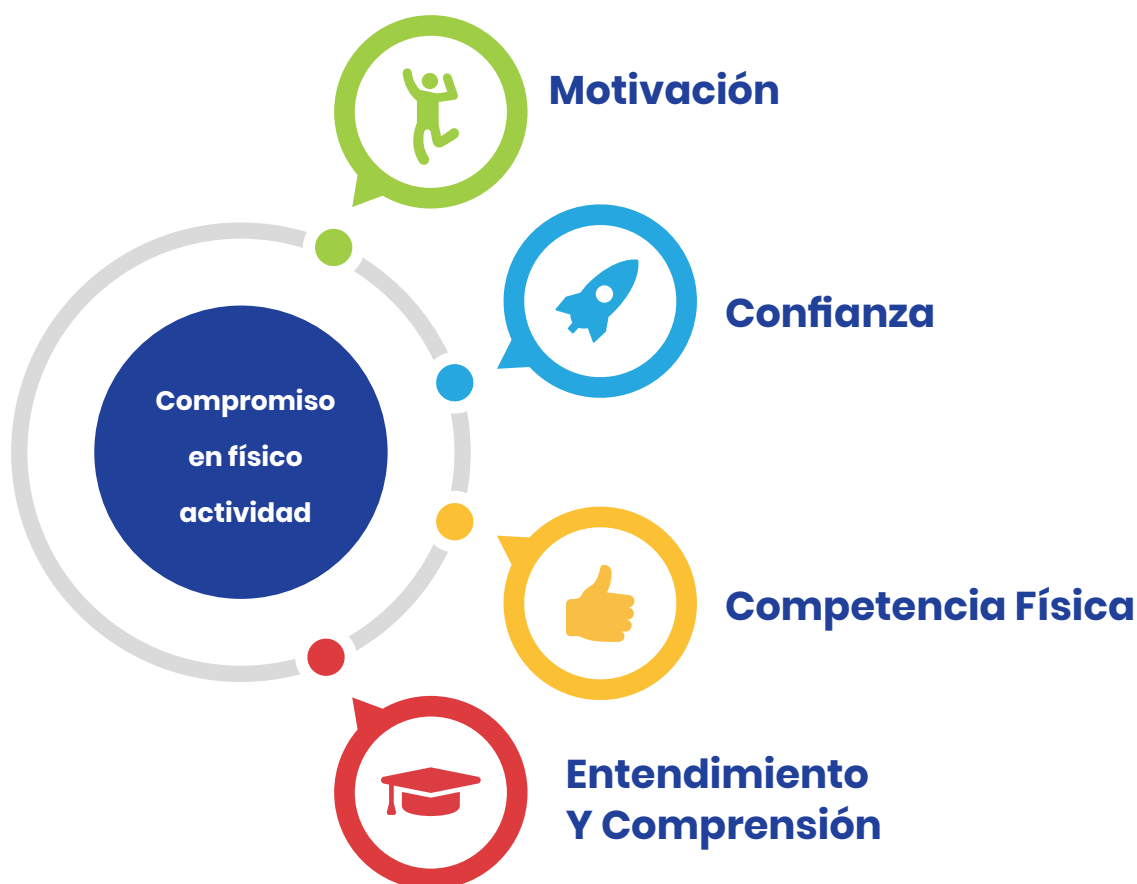 Motivación
Confianza
Compromiso
en físico
actividad
Competencia Física
Entendimiento
Y Comprensión